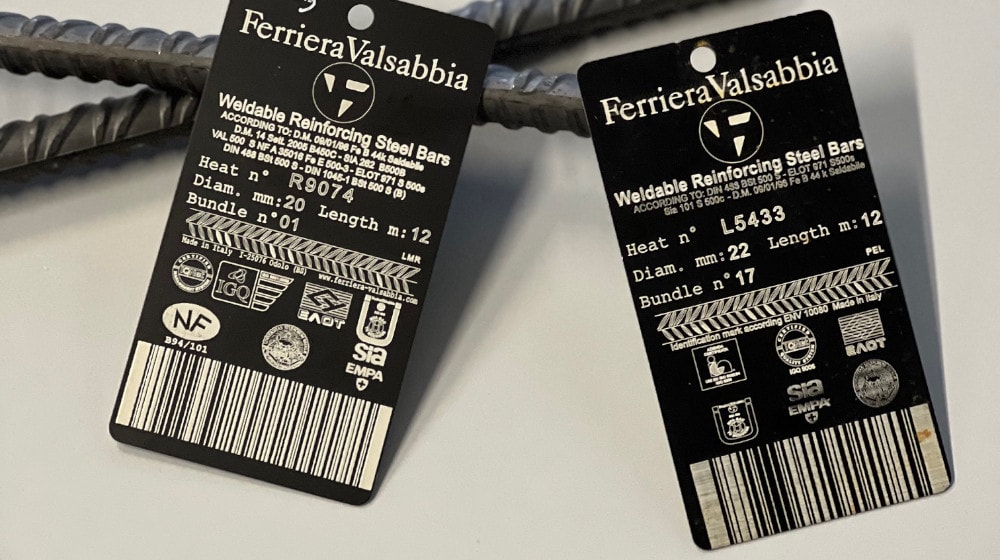 FerrieraValsabbia
Weldable Reinforcing Steel Bars
ACCORDING TO: D.M. 09/01/96 Fe B 44k Saldabile
D.M. 14 Sett. 2005 B450C - SIA 262 B500B
VAL 500 S NF A 35016 Fe E 500-3 - ELOT 971 S 500s
DIN 488 BSt 500 S - DIN 1045-1 BSt 500 S (B)
Heat n° R9074
Diam. mm:20 Length m:12
Bundle n°01
LMR
Made in Italy I-25076 Odolo (BS) www.ferriera-valsabbia.com
CERTIFIED
IGQ
ΕΛΟΤ
NF
B94/101
sia
EMPA
FerrieraValsabbia
Weldable Reinforcing Steel Bars
ACCORDING TO: DIN 488 BSt 500 S - ELOT 971 S500s
Sia 101 S 500c - D.M. 09/01/96 Fe B 44 k Saldabile
Heat n° L5433
Diam. mm:22 Length m:12
Bundle n°17
PEL
Identification mark according ENV 10080 Made in Italy
CERTIFIED
IGQ 9005
ΕΛΟΤ
sia
EMPA